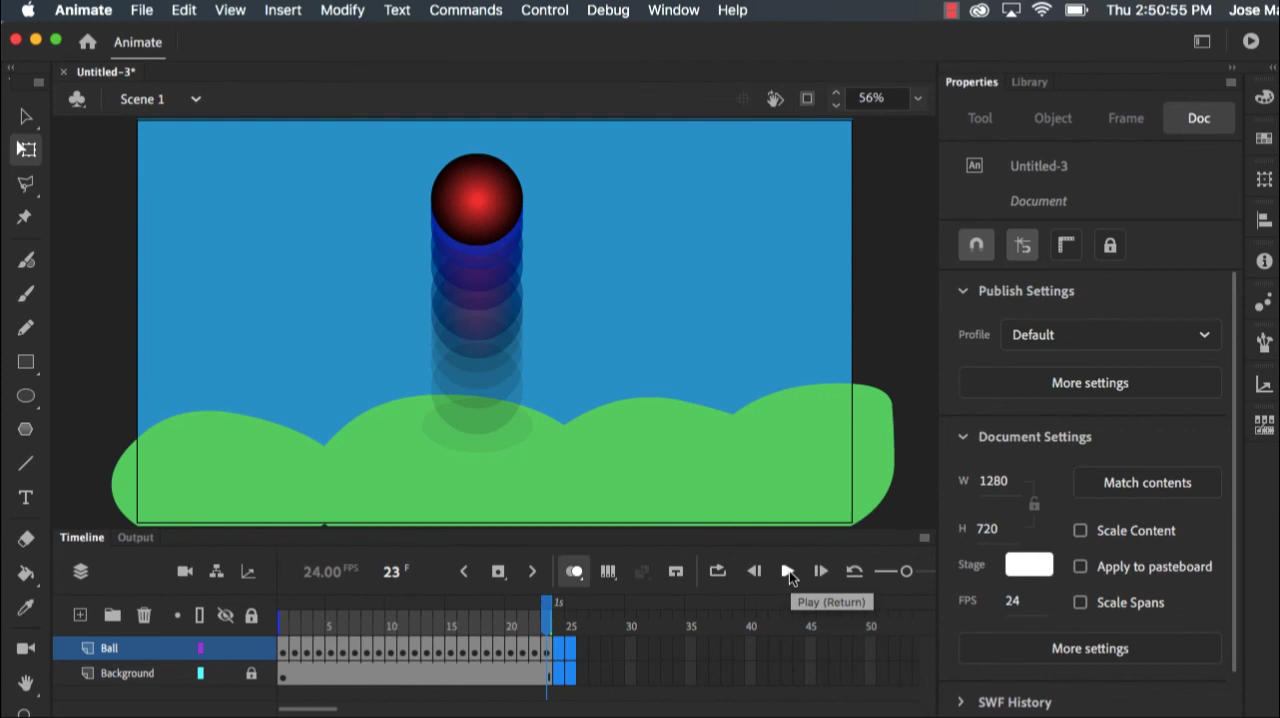 Animate File Edit View Insert Modify Text Commands Control Debug Window Help Thu 2:50:55 PM Jose Ma
Animate
Untitled-3*
Scene 1
56%
Properties Library
Tool Object Frame Doc
An Untitled-3
Document
Publish Settings
Profile Default
More settings
Document Settings
W 1280 Match contents
H 720 Scale Content
Stage Apply to pasteboard
FPS 24 Scale Spans
More settings
SWF History
Timeline Output
24.00 FPS 23 F
Play (Return)
1s
5 10 15 20 25 30 35 40 45 50
Ball
Background